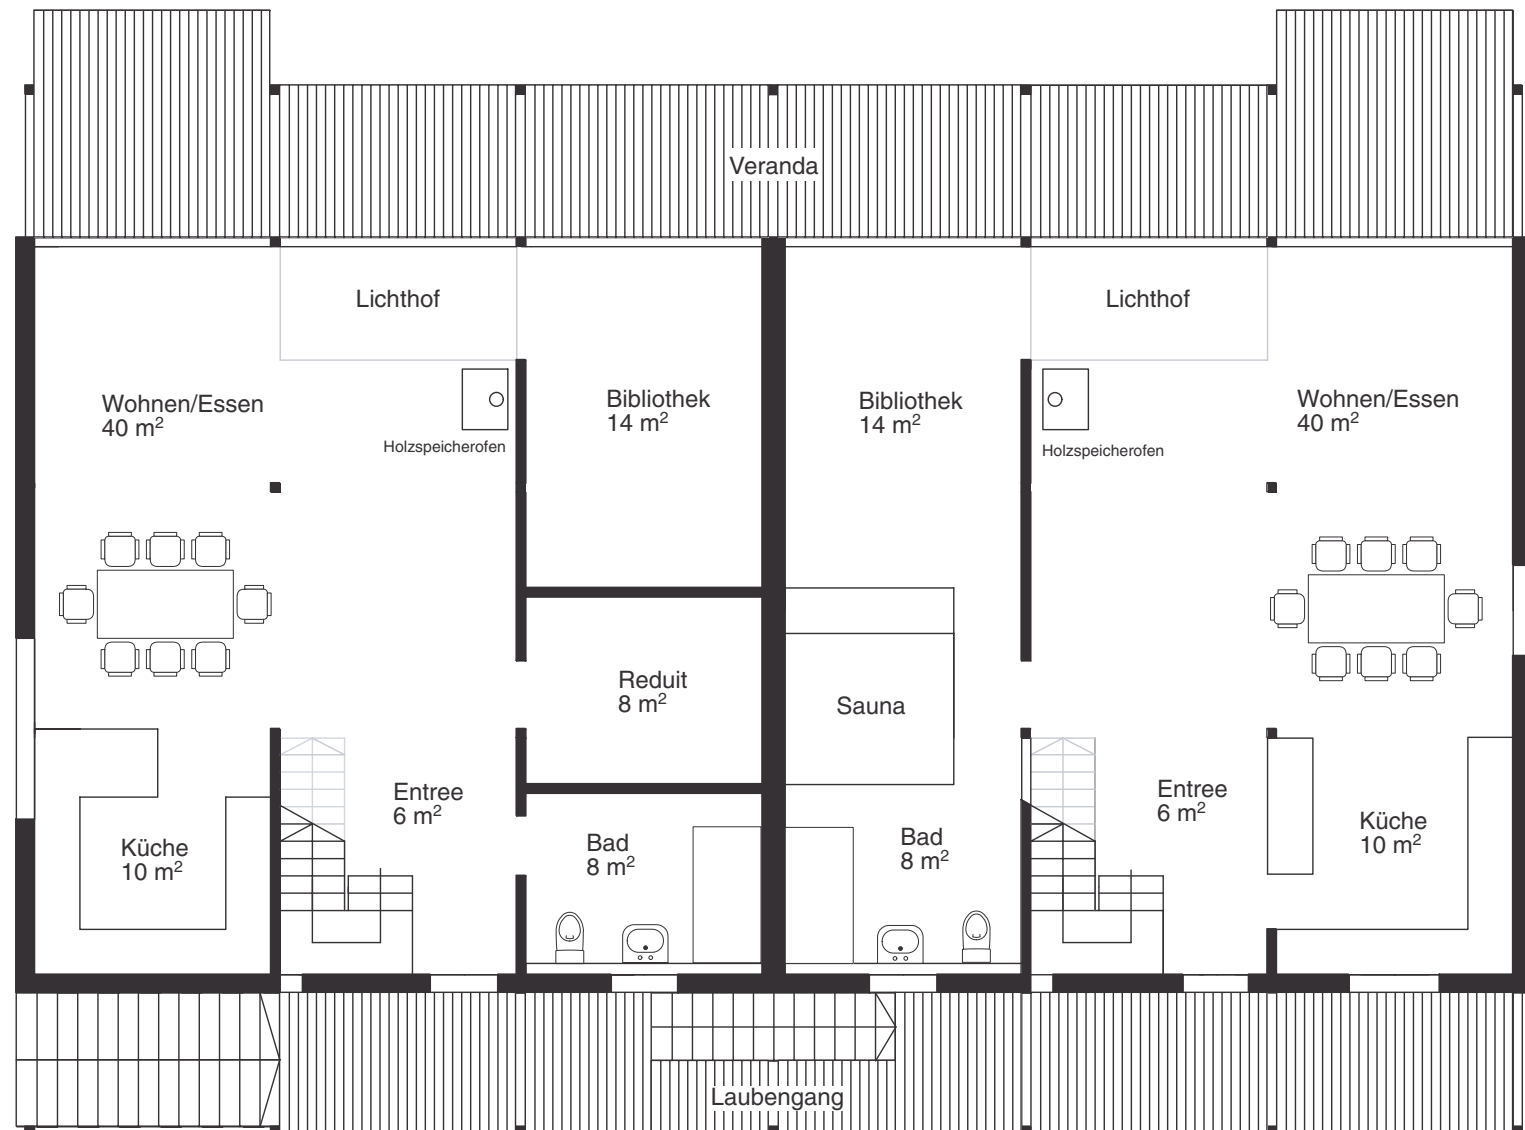 Veranda
Lichthof
Lichthof
Wohnen/Essen
40 m²
Holzspeicherofen
Bibliothek
14 m²
Bibliothek
14 m²
Holzspeicherofen
Wohnen/Essen
40 m²
Reduit
8 m²
Sauna
Entree
6 m²
Entree
6 m²
Küche
10 m²
Bad
8 m²
Bad
8 m²
Küche
10 m²
Laubengang